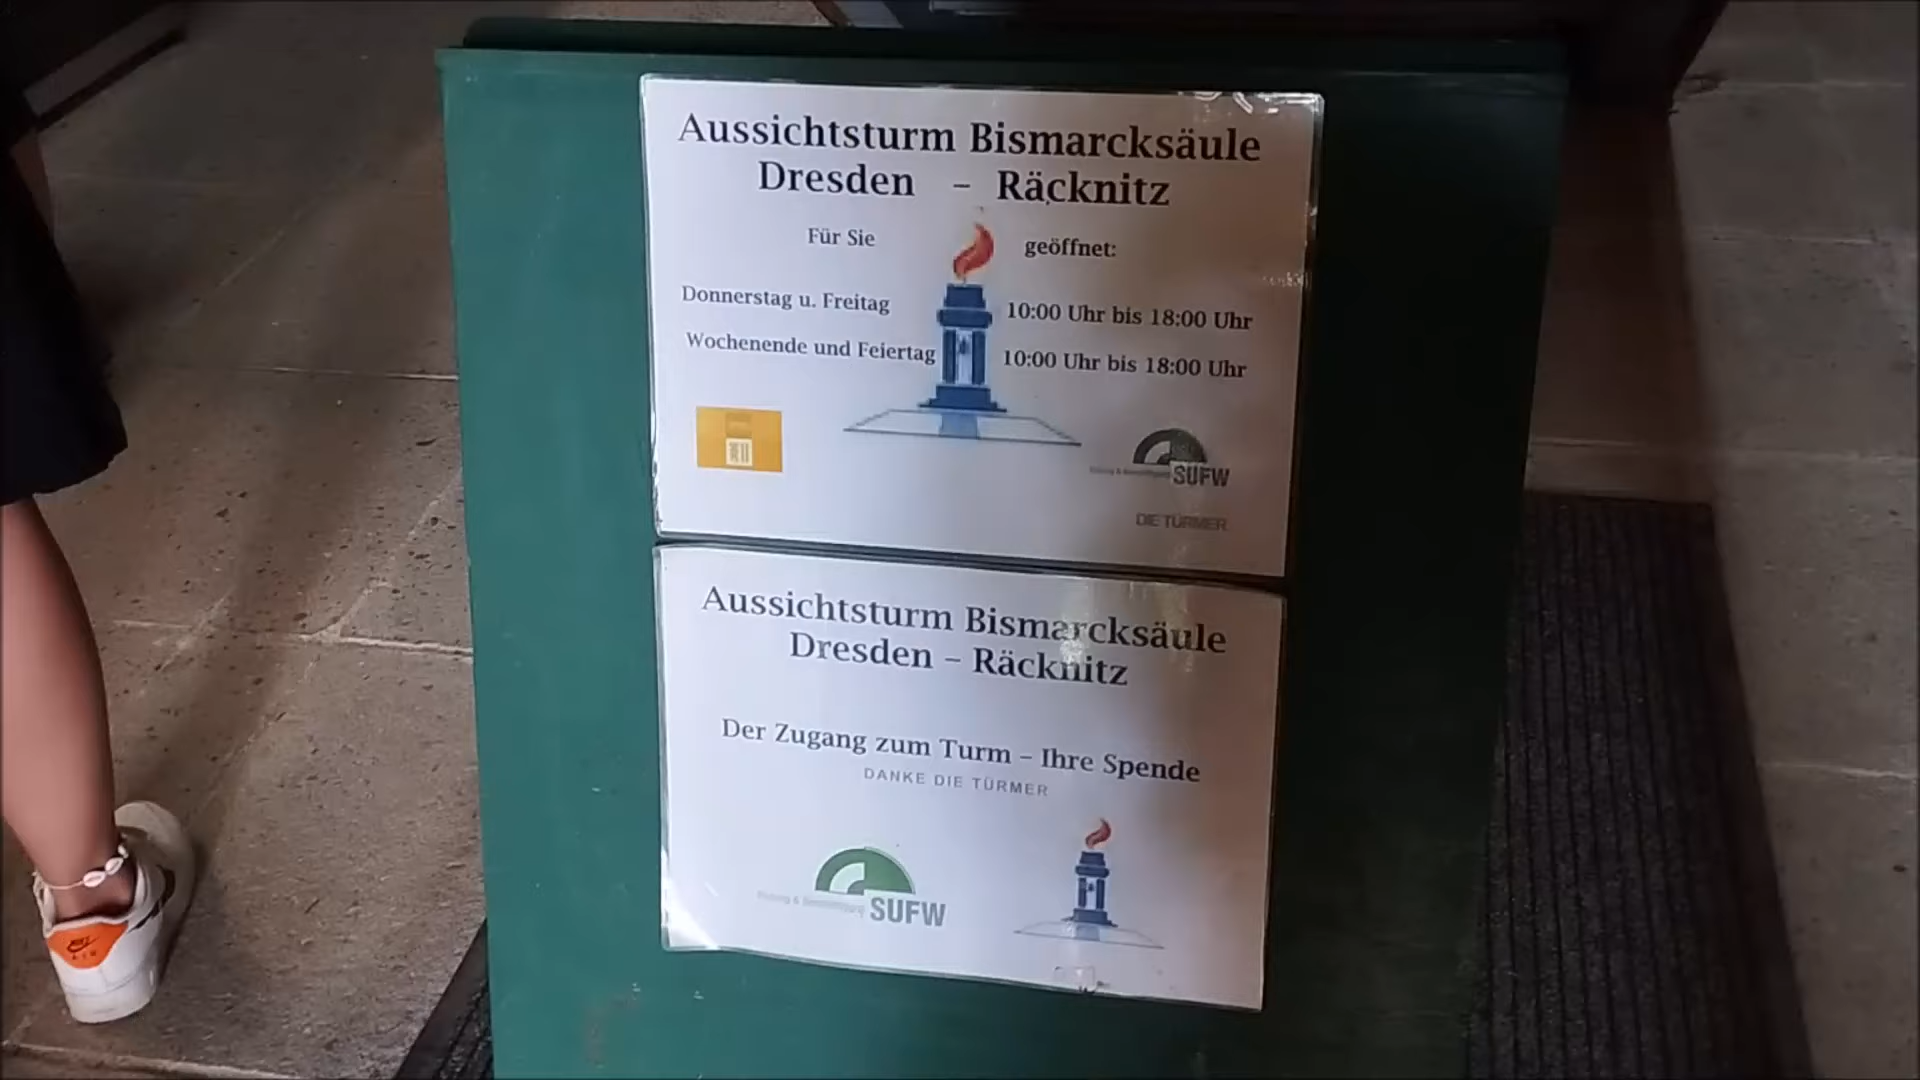 Aussichtsturm Bismarcksäule
Dresden – Räcknitz
Für Sie geöffnet:
Donnerstag u. Freitag 10:00 Uhr bis 18:00 Uhr
Wochenende und Feiertag 10:00 Uhr bis 18:00 Uhr
SUFW
DIE TÜRMER
Aussichtsturm Bismarcksäule
Dresden – Räcknitz
Der Zugang zum Turm – Ihre Spende
DANKE DIE TÜRMER
SUFW